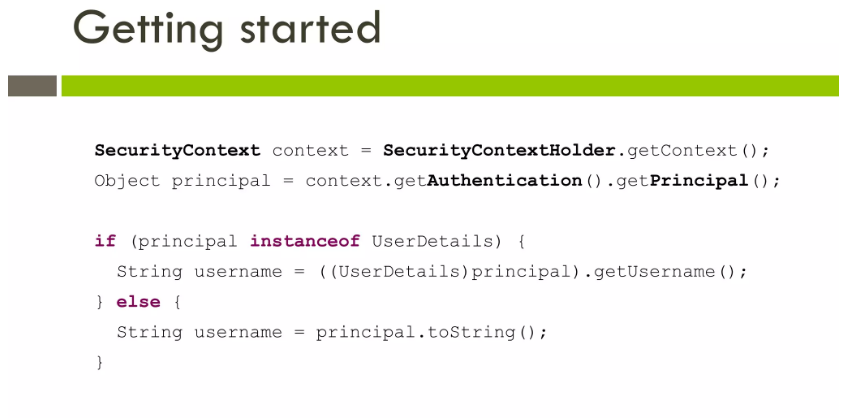 Getting started
SecurityContext context = SecurityContextHolder.getContext();
Object principal = context.getAuthentication().getPrincipal();
if (principal instanceof UserDetails) {
  String username = ((UserDetails)principal).getUsername();
} else {
  String username = principal.toString();
}